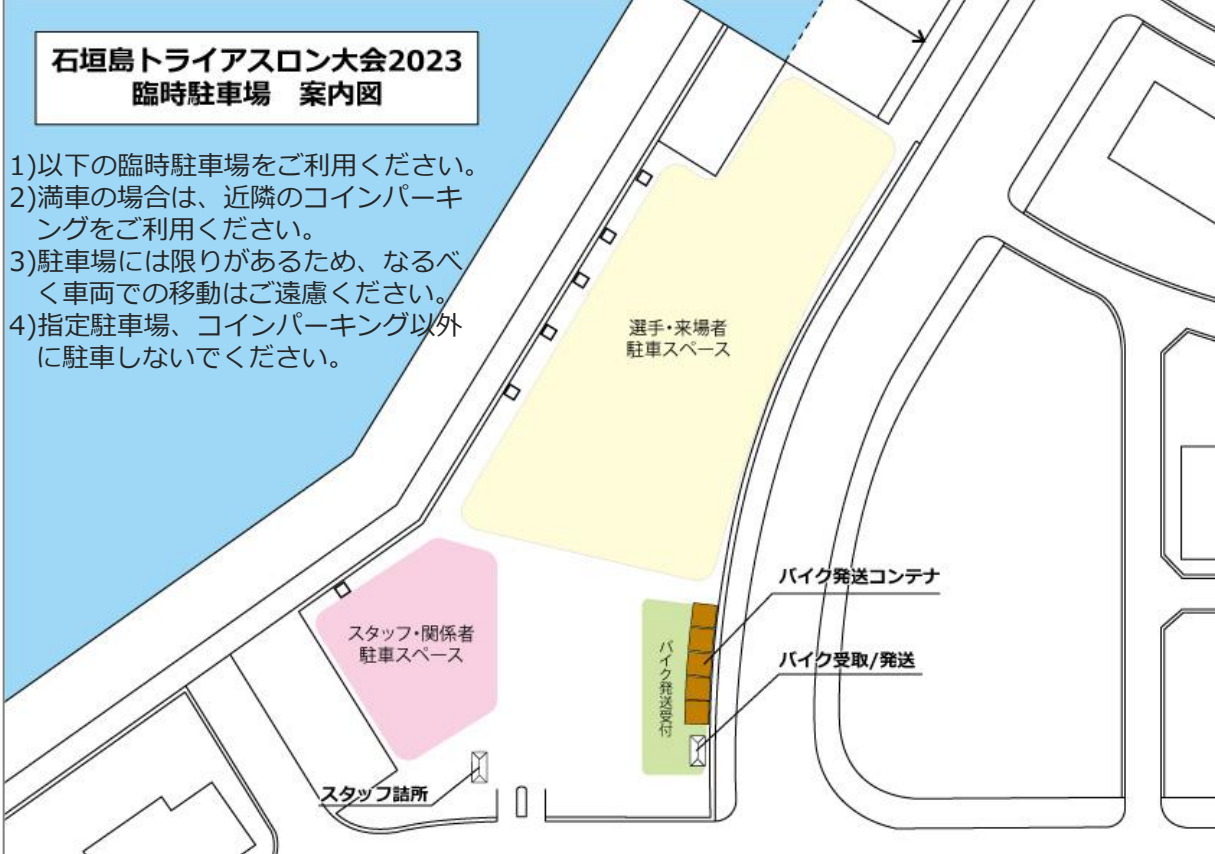 石垣島トライアスロン大会2023
臨時駐車場　案内図
1)以下の臨時駐車場をご利用ください。
2)満車の場合は、近隣のコインパーキ
ングをご利用ください。
3)駐車場には限りがあるため、なるべ
く車両での移動はご遠慮ください。
4)指定駐車場、コインパーキング以外
に駐車しないでください。
選手・来場者
駐車スペース
バイク発送コンテナ
スタッフ・関係者
駐車スペース
バイク発送受付
バイク受取/発送
スタッフ詰所